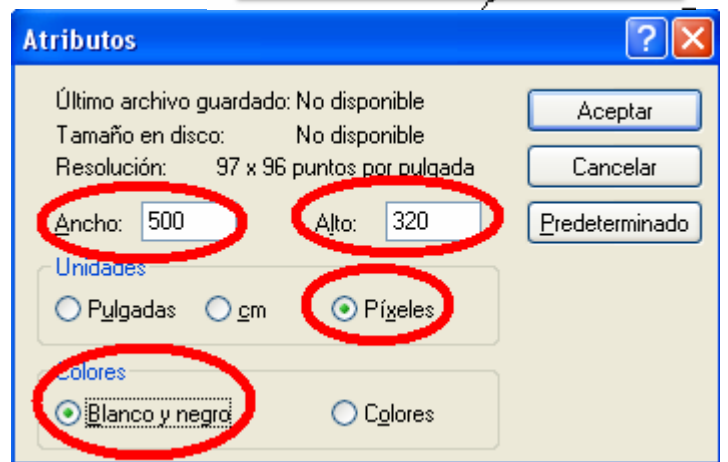 Atributos
Último archivo guardado: No disponible
Tamaño en disco: No disponible
Resolución: 97 x 96 puntos por pulgada
Aceptar
Cancelar
Predeterminado
Ancho: 500 Alto: 320
Unidades
Pulgadas cm Píxeles
Colores
Blanco y negro Colores